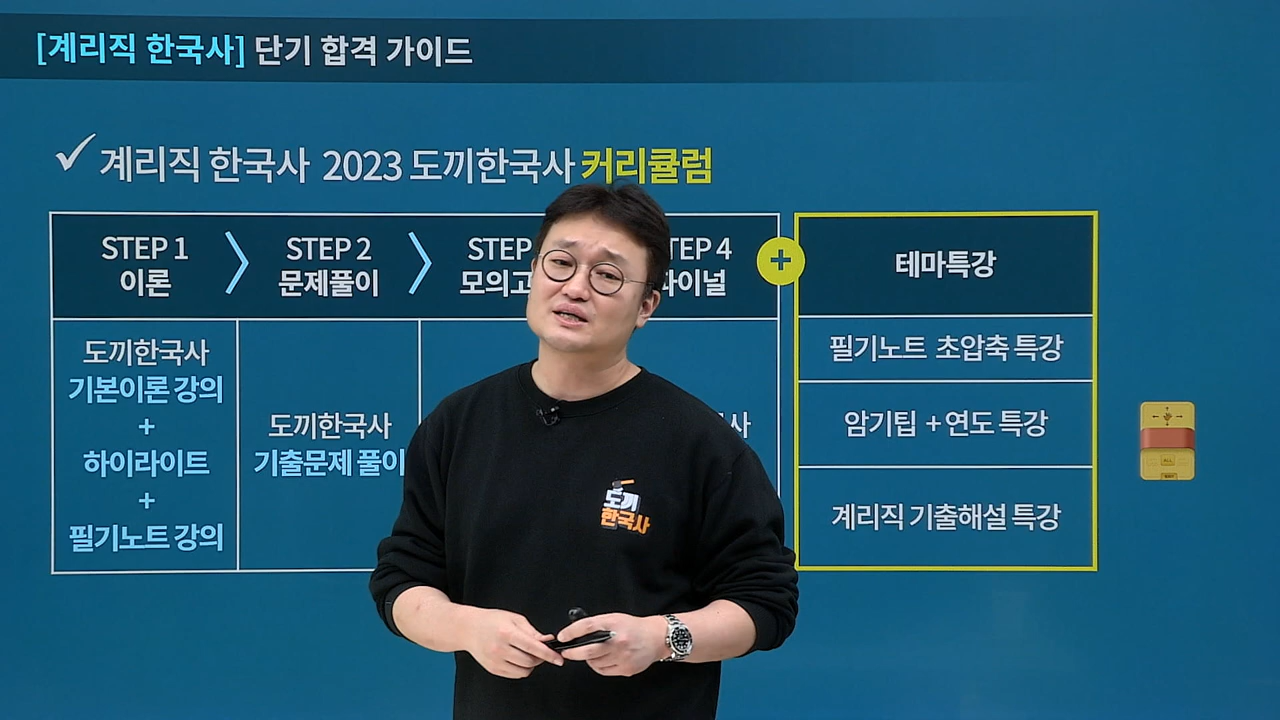 [계리직 한국사] 단기 합격 가이드
계리직 한국사 2023 도끼한국사 커리큘럼
STEP 1
이론
STEP 2
문제풀이
STEP
모의고
TEP 4
파이널
+
테마특강
도끼한국사
기본이론 강의
+
하이라이트
+
필기노트 강의
도끼한국사
기출문제 풀이
사
필기노트 초압축 특강
암기팁 + 연도 특강
계리직 기출해설 특강
도끼
한국사